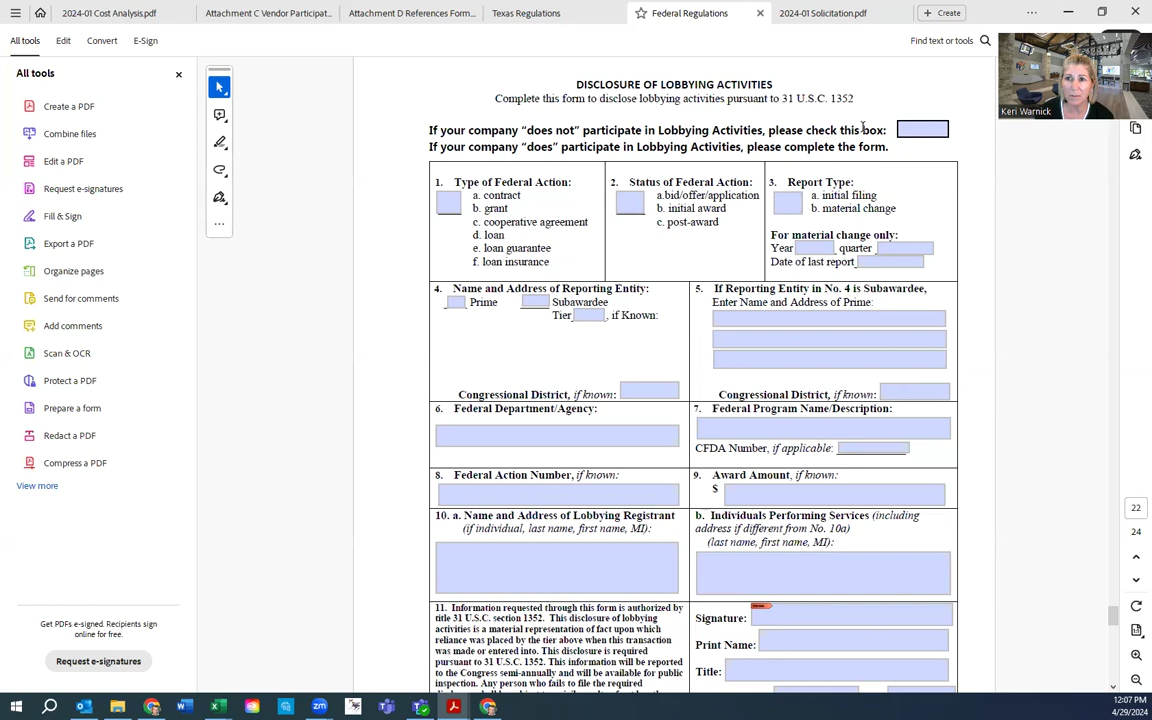 2024-01 Cost Analysis.pdf
Attachment C Vendor Participat...
Attachment D References Form...
Texas Regulations
Federal Regulations
2024-01 Solicitation.pdf
Create
All tools
Edit
Convert
E-Sign
Find text or tools
Keri Warnick
All tools
Create a PDF
Combine files
Edit a PDF
Request e-signatures
Fill & Sign
Export a PDF
Organize pages
Send for comments
Add comments
Scan & OCR
Protect a PDF
Prepare a form
Redact a PDF
Compress a PDF
View more
Get PDFs e-signed. Recipients sign
online for free.
Request e-signatures
DISCLOSURE OF LOBBYING ACTIVITIES
Complete this form to disclose lobbying activities pursuant to 31 U.S.C. 1352
If your company “does not” participate in Lobbying Activities, please check this box:
If your company “does” participate in Lobbying Activities, please complete the form.
1. Type of Federal Action:
a. contract
b. grant
c. cooperative agreement
d. loan
e. loan guarantee
f. loan insurance
2. Status of Federal Action:
a.bid/offer/application
b. initial award
c. post-award
3. Report Type:
a. initial filing
b. material change
For material change only:
Year quarter
Date of last report
4. Name and Address of Reporting Entity:
Prime Subawardee
Tier , if Known:
Congressional District, if known:
5. If Reporting Entity in No. 4 is Subawardee,
Enter Name and Address of Prime:
Congressional District, if known:
6. Federal Department/Agency:
7. Federal Program Name/Description:
CFDA Number, if applicable:
8. Federal Action Number, if known:
9. Award Amount, if known:
$
10. a. Name and Address of Lobbying Registrant
(if individual, last name, first name, MI):
b. Individuals Performing Services (including
address if different from No. 10a)
(last name, first name, MI):
11. Information requested through this form is authorized by
title 31 U.S.C. section 1352. This disclosure of lobbying
activities is a material representation of fact upon which
reliance was placed by the tier above when this transaction
was made or entered into. This disclosure is required
pursuant to 31 U.S.C. 1352. This information will be reported
to the Congress semi-annually and will be available for public
inspection. Any person who fails to file the required
Signature:
Print Name:
Title:
22
24
12:07 PM
4/29/2024